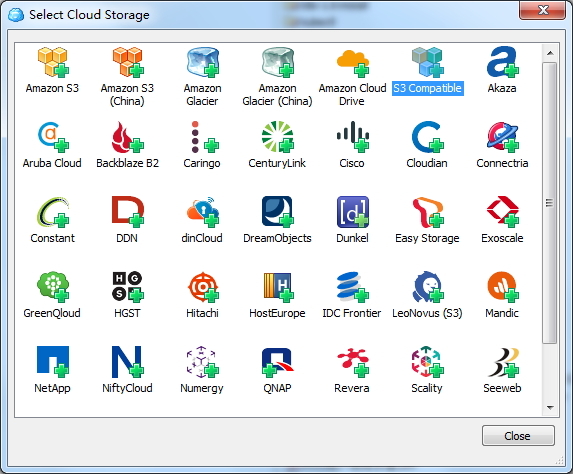 Select Cloud Storage
Amazon S3
Amazon S3
(China)
Amazon
Glacier
Amazon
Glacier (China)
Amazon Cloud
Drive
S3 Compatible
Akaza
Aruba Cloud
Backblaze B2
Caringo
CenturyLink
Cisco
Cloudian
Connectria
Constant
DDN
dinCloud
DreamObjects
[d]
Dunkel
Easy Storage
Exoscale
GreenQloud
HGS
HGST
Hitachi
H
HostEurope
IDC Frontier
LeoNovus (S3)
Mandic
NetApp
NiftyCloud
Numergy
QNAP
Revera
Scality
Seeweb
Close